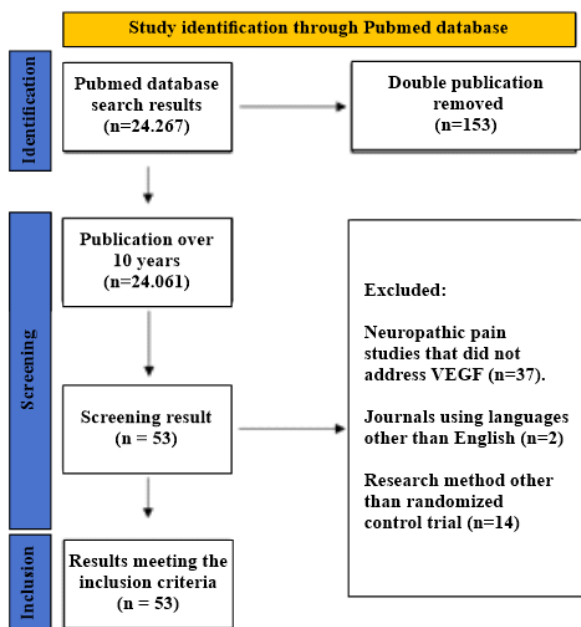 Study identification through Pubmed database
Identification
Pubmed database
search results
(n=24.267)
Double publication
removed
(n=153)
Screening
Publication over
10 years
(n=24.061)
Screening result
(n = 53)
Excluded:
Neuropathic pain
studies that did not
address VEGF (n=37).
Journals using languages
other than English (n=2)
Research method other
than randomized
control trial (n=14)
Inclusion
Results meeting the
inclusion criteria
(n = 53)